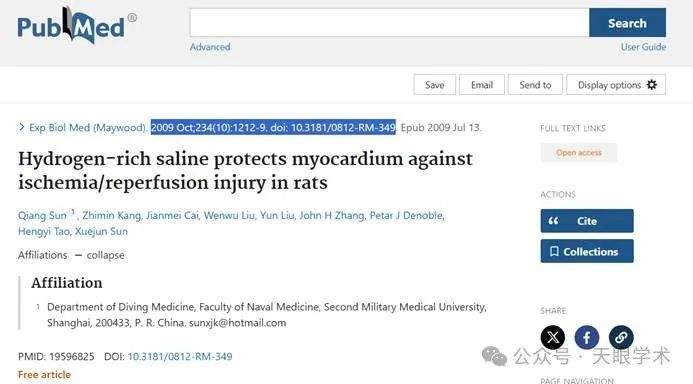 PubMed®
Search
Advanced
User Guide
Save
Email
Send to
Display options
Exp Biol Med (Maywood). 2009 Oct;234(10):1212-9. doi: 10.3181/0812-RM-349. Epub 2009 Jul 13.
Hydrogen-rich saline protects myocardium against
ischemia/reperfusion injury in rats
Qiang Sun 1, Zhimin Kang, Jianmei Cai, Wenwu Liu, Yun Liu, John H Zhang, Petar J Denoble,
Hengyi Tao, Xuejun Sun
Affiliations — collapse
Affiliation
1 Department of Diving Medicine, Faculty of Naval Medicine, Second Military Medical University,
Shanghai, 200433, P. R. China. sunxjk@hotmail.com
PMID: 19596825 DOI: 10.3181/0812-RM-349
Free article
FULL TEXT LINKS
Open access
ACTIONS
Cite
Collections
SHARE
PAGE NAVIGATION
公众号 · 天眼学术